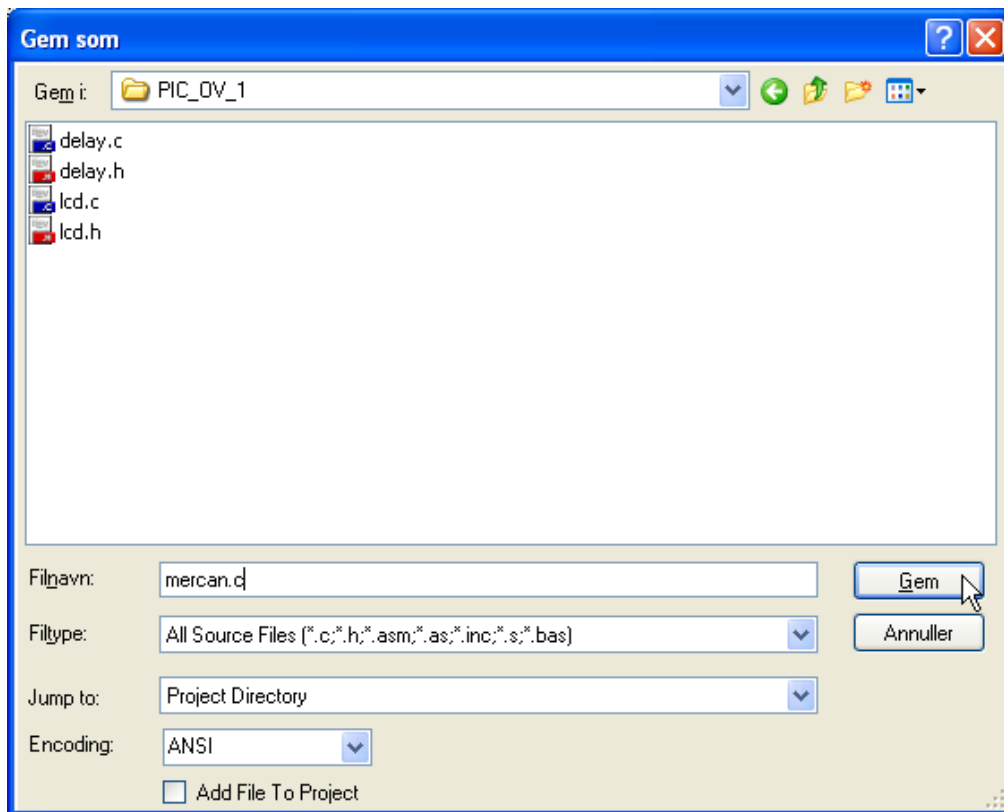 Gem som
Gem i: PIC_OV_1
delay.c
delay.h
lcd.c
lcd.h
Filnavn: mercan.c Gem
Filtype: All Source Files (*.c;*.h;*.asm;*.as;*.inc;*.s;*.bas) Annuller
Jump to: Project Directory
Encoding: ANSI
Add File To Project